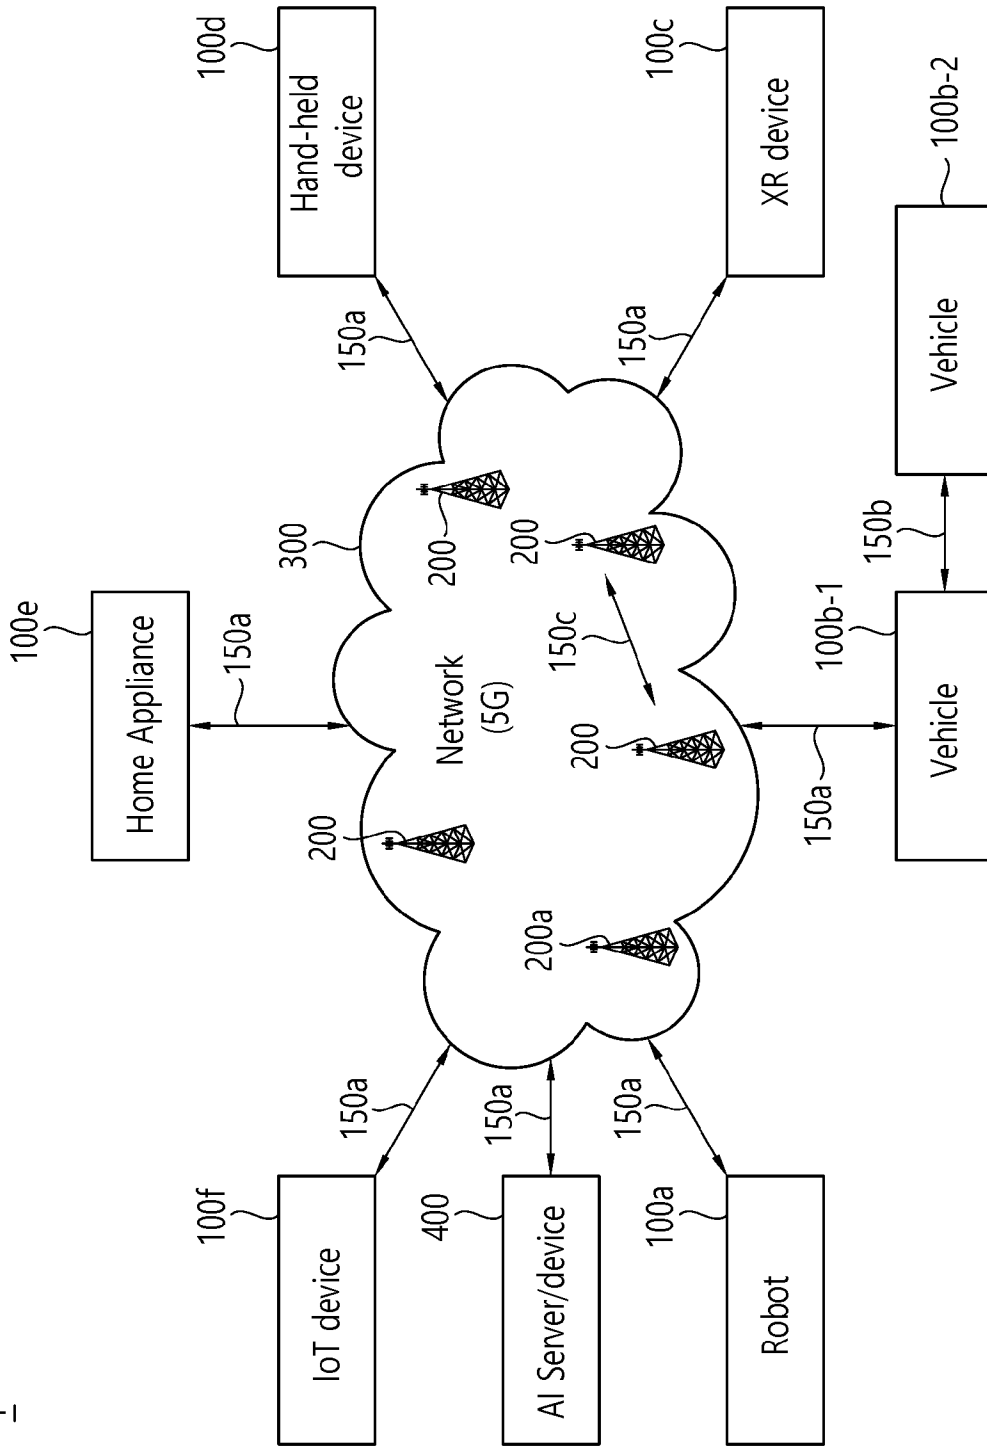 100e
Home Appliance
100f
100d
150a
300
IoT device
Hand-held
device
200
150a
150a
400
Network
(5G)
200
150a
200a
200
AI Server/device
150c
200
150a
150a
100a
100c
Robot
XR device
150a
100b-1
150b
100b-2
Vehicle
Vehicle